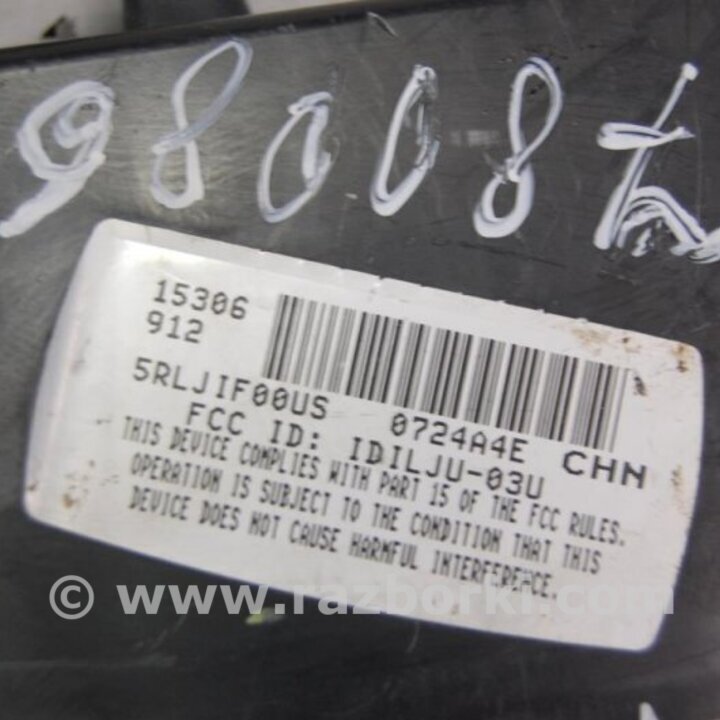 98008
15306
912
5RLJIF00US 0724A4E CHN
FCC ID: IDILJU-03U
THIS DEVICE COMPLIES WITH PART 15 OF THE FCC RULES.
OPERATION IS SUBJECT TO THE CONDITION THAT THIS
DEVICE DOES NOT CAUSE HARMFUL INTERFERENCE.
© www.razborki.com